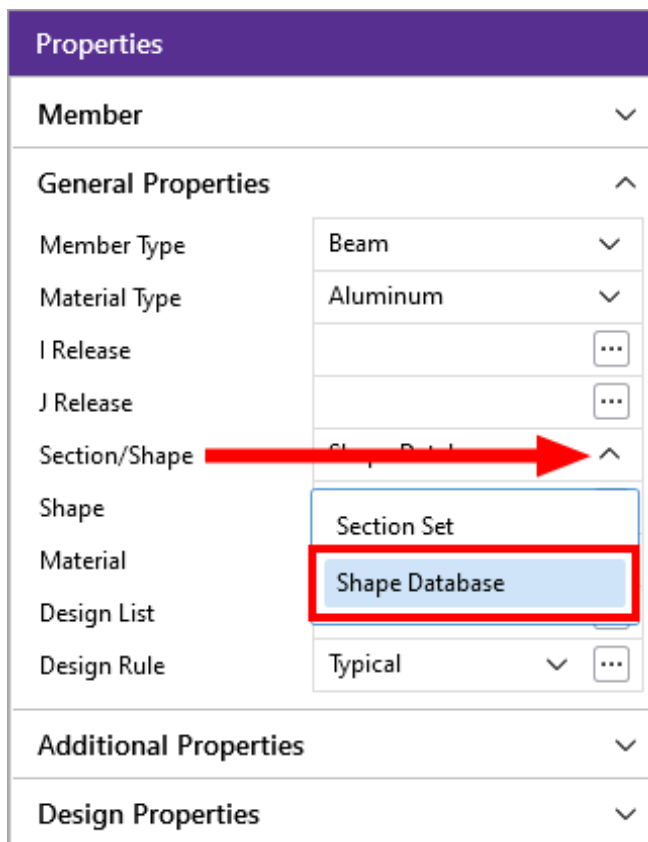 Properties
Member
General Properties
Member Type Beam
Material Type Aluminum
I Release
J Release
Section/Shape
Shape
Section Set
Material
Shape Database
Design List
Design Rule Typical
Additional Properties
Design Properties